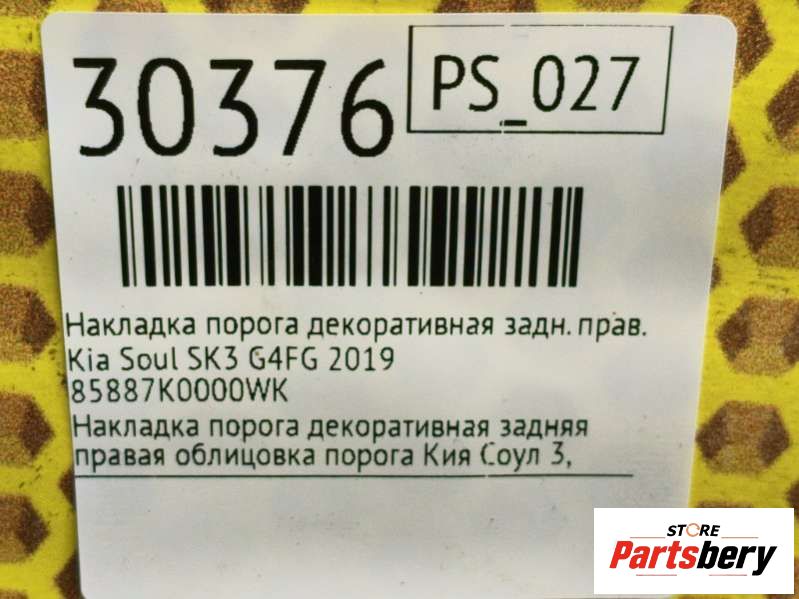 30376
PS_027
Накладка порога декоративная задн. прав.
Kia Soul SK3 G4FG 2019
85887K0000WK
Накладка порога декоративная задняя
правая облицовка порога Кия Соул 3,
STORE
Partsbery